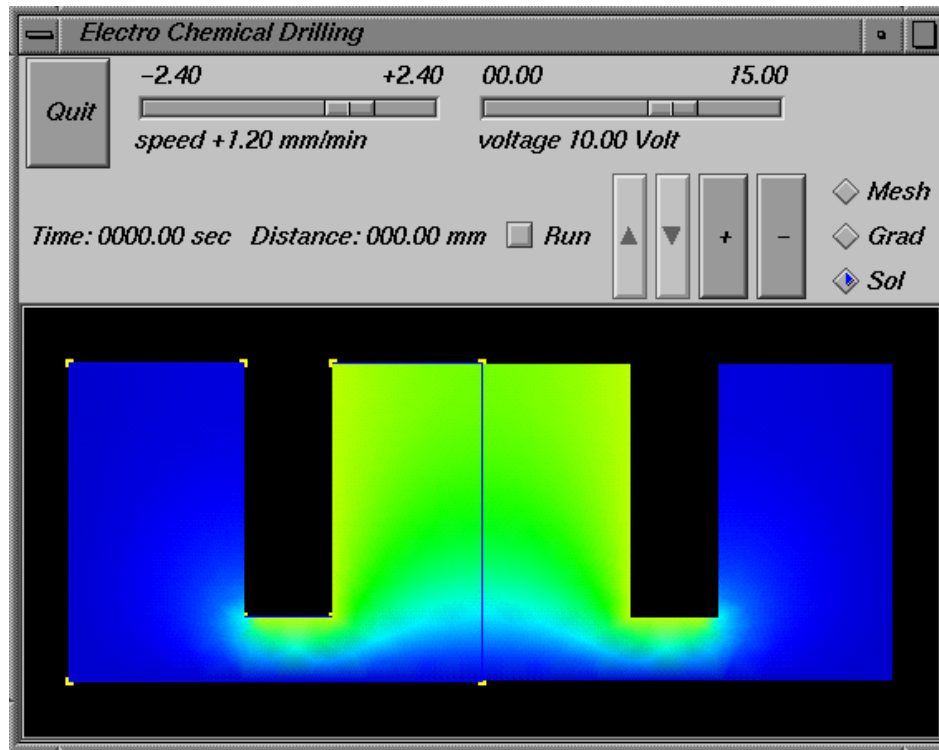 Electro Chemical Drilling
Quit
−2.40 +2.40
speed +1.20 mm/min
00.00 15.00
voltage 10.00 Volt
Time: 0000.00 sec Distance: 000.00 mm Run + −
Mesh
Grad
Sol